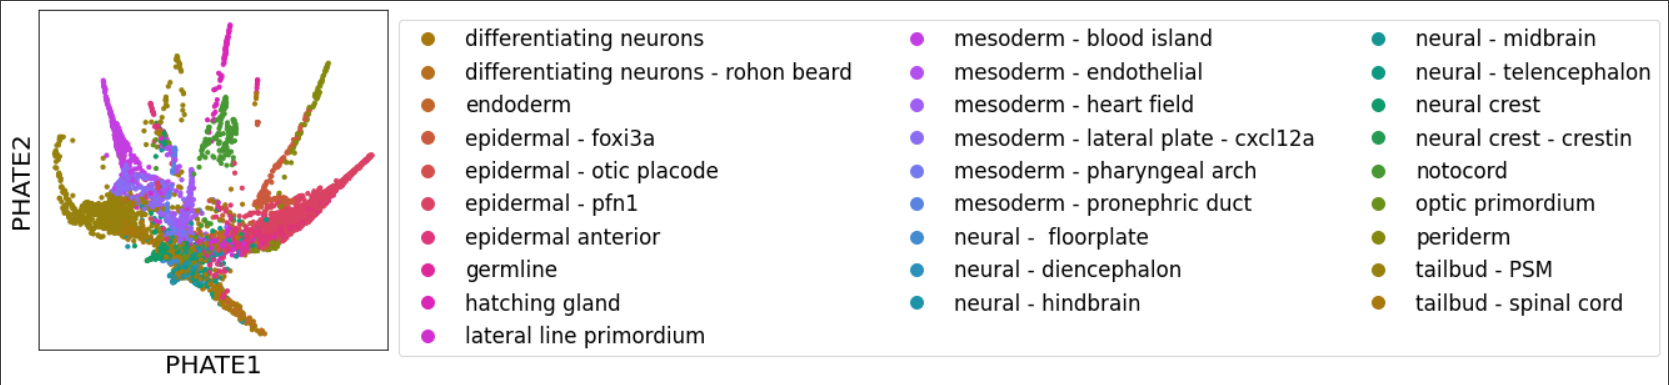 PHATE2
PHATE1
differentiating neurons
differentiating neurons - rohon beard
endoderm
epidermal - foxi3a
epidermal - otic placode
epidermal - pfn1
epidermal anterior
germline
hatching gland
lateral line primordium
mesoderm - blood island
mesoderm - endothelial
mesoderm - heart field
mesoderm - lateral plate - cxcl12a
mesoderm - pharyngeal arch
mesoderm - pronephric duct
neural -  floorplate
neural - diencephalon
neural - hindbrain
neural - midbrain
neural - telencephalon
neural crest
neural crest - crestin
notocord
optic primordium
periderm
tailbud - PSM
tailbud - spinal cord